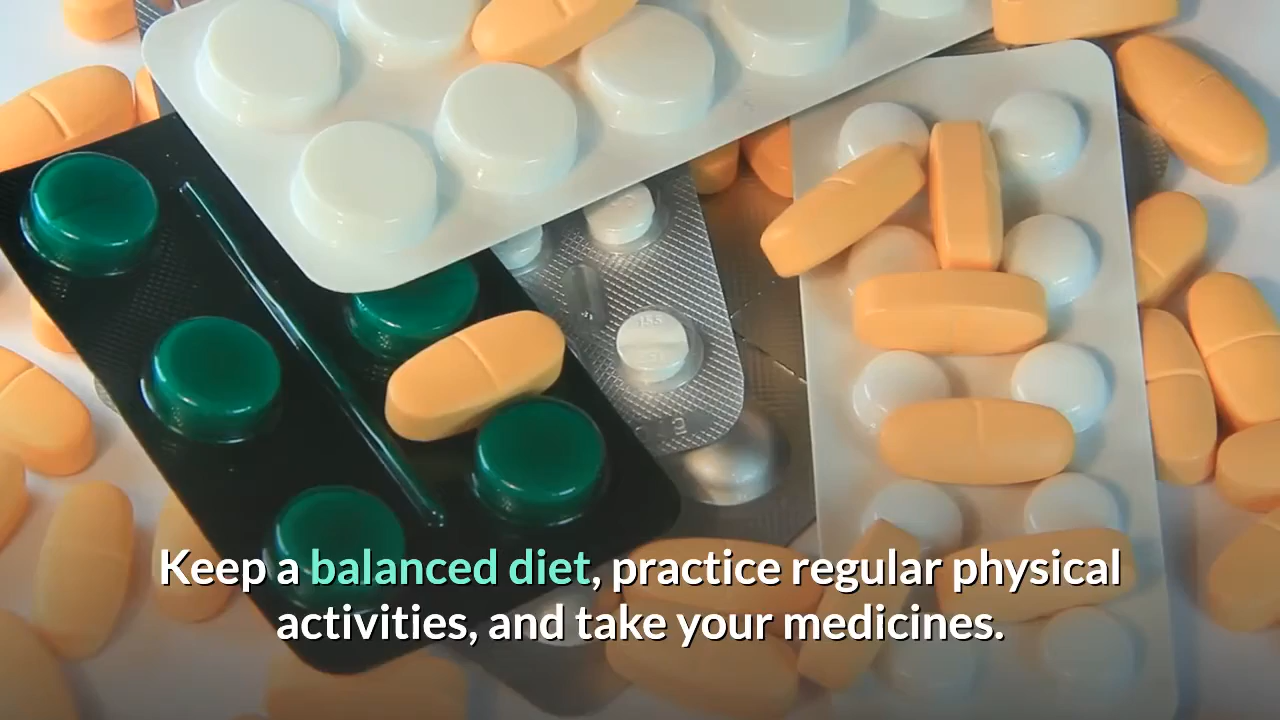 Keep a balanced diet, practice regular physical
activities, and take your medicines.